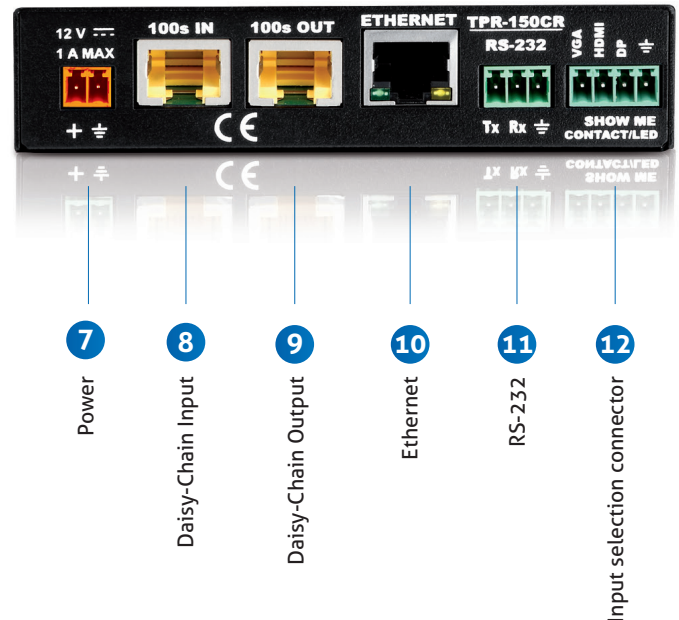 12 V
1 A MAX
100s IN
100s OUT
ETHERNET
TPR-150CR
RS-232
VGA
HDMI
DP
+
CE
Tx Rx
SHOW ME
CONTACT/LED
7
Power
8
Daisy-Chain Input
9
Daisy-Chain Output
10
Ethernet
11
RS-232
12
Input selection connector